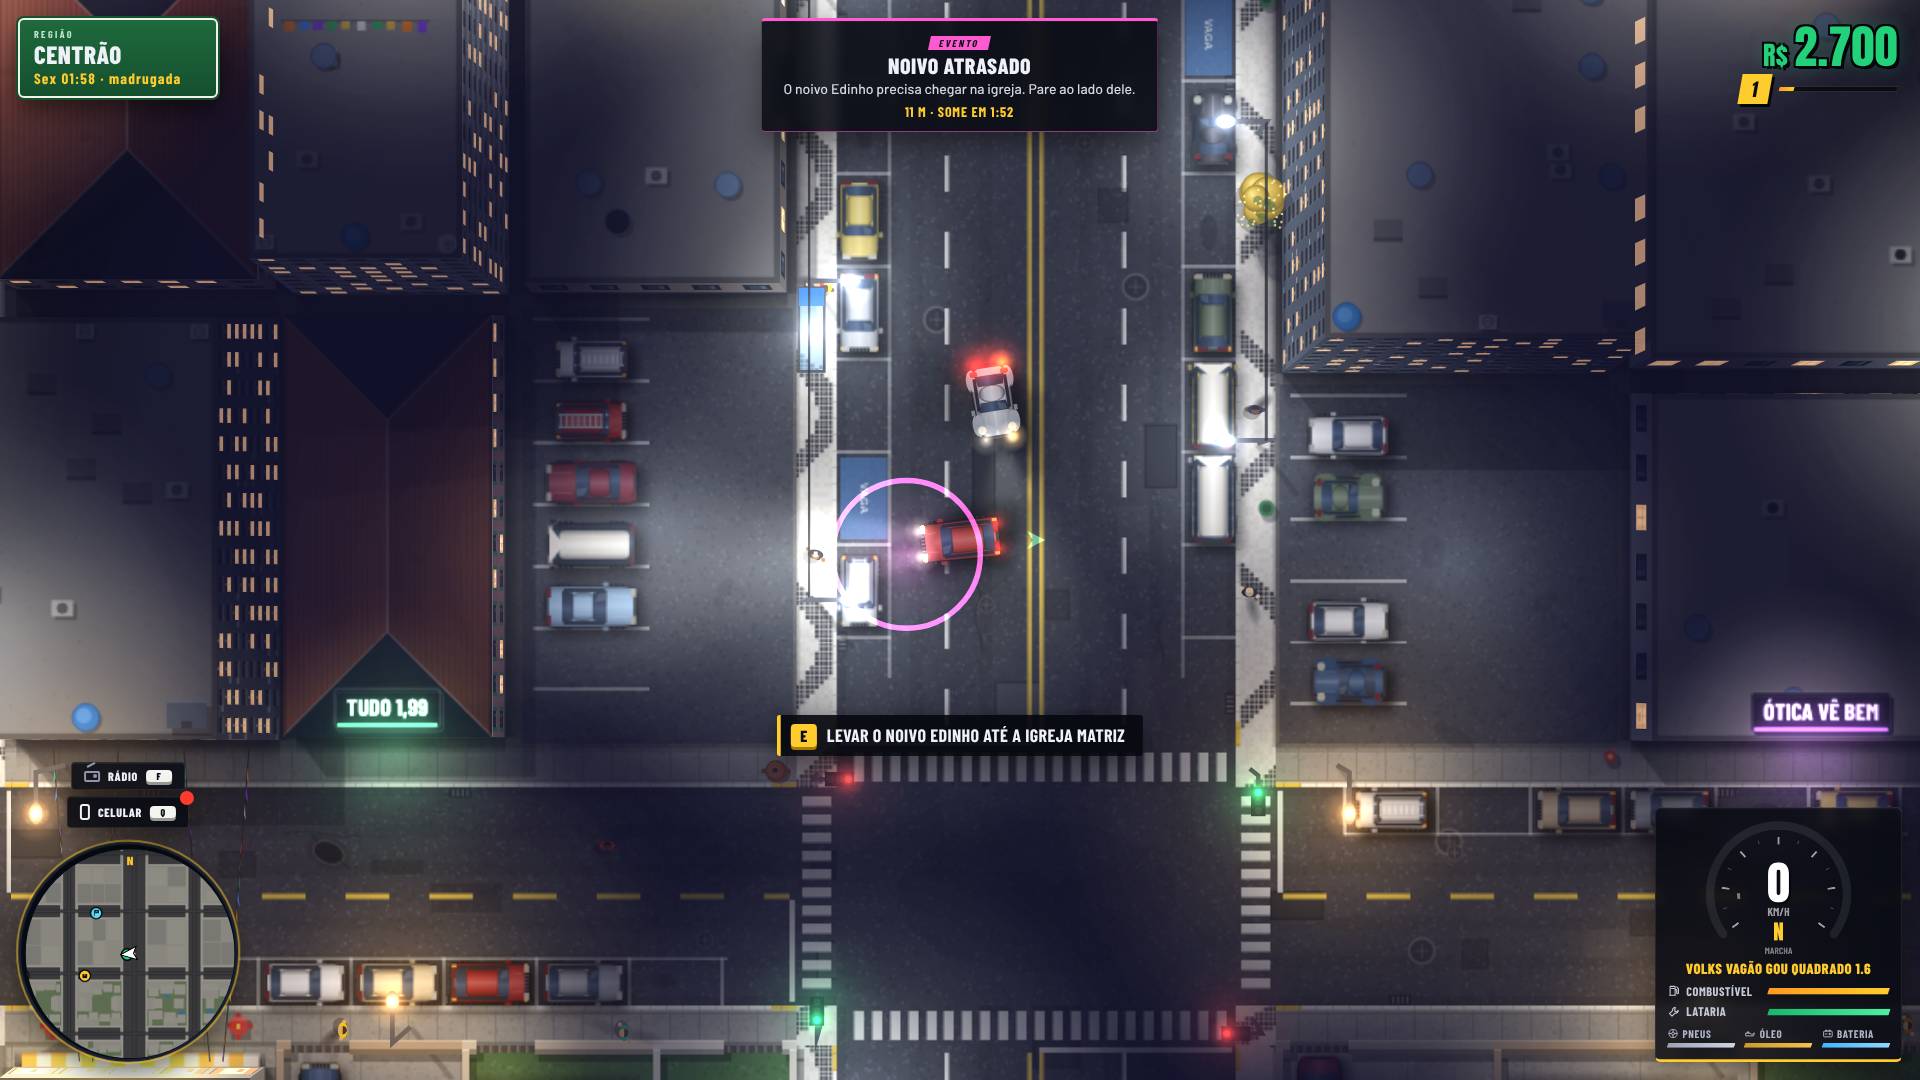 REGIÃO
CENTRÃO
Sex 01:58 · madrugada
EVENTO
NOIVO ATRASADO
O noivo Edinho precisa chegar na igreja. Pare ao lado dele.
11 M · SOME EM 1:52
R$ 2.700
1
VAGA
VAGA
TUDO 1,99
ÓTICA VÊ BEM
E LEVAR O NOIVO EDINHO ATÉ A IGREJA MATRIZ
RÁDIO F
CELULAR Q
N
P
0
KM/H
N
MARCHA
VOLKS VAGÃO GOU QUADRADO 1.6
COMBUSTÍVEL
LATARIA
PNEUS ÓLEO BATERIA